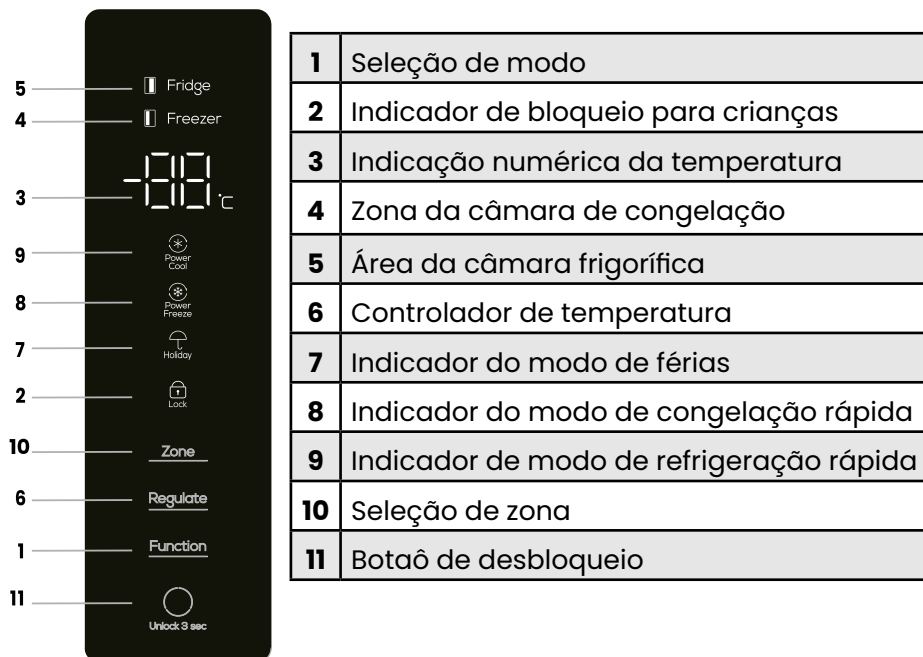 5 Fridge
4 Freezer
3 -88 °C
9 Power
Cool
8 Power
Freeze
7 Holiday
2 Lock
10 Zone
6 Regulate
1 Function
11 Unlock 3 sec
1 Seleção de modo
2 Indicador de bloqueio para crianças
3 Indicação numérica da temperatura
4 Zona da câmara de congelação
5 Área da câmara frigorífica
6 Controlador de temperatura
7 Indicador do modo de férias
8 Indicador do modo de congelação rápida
9 Indicador de modo de refrigeração rápida
10 Seleção de zona
11 Botaô de desbloqueio